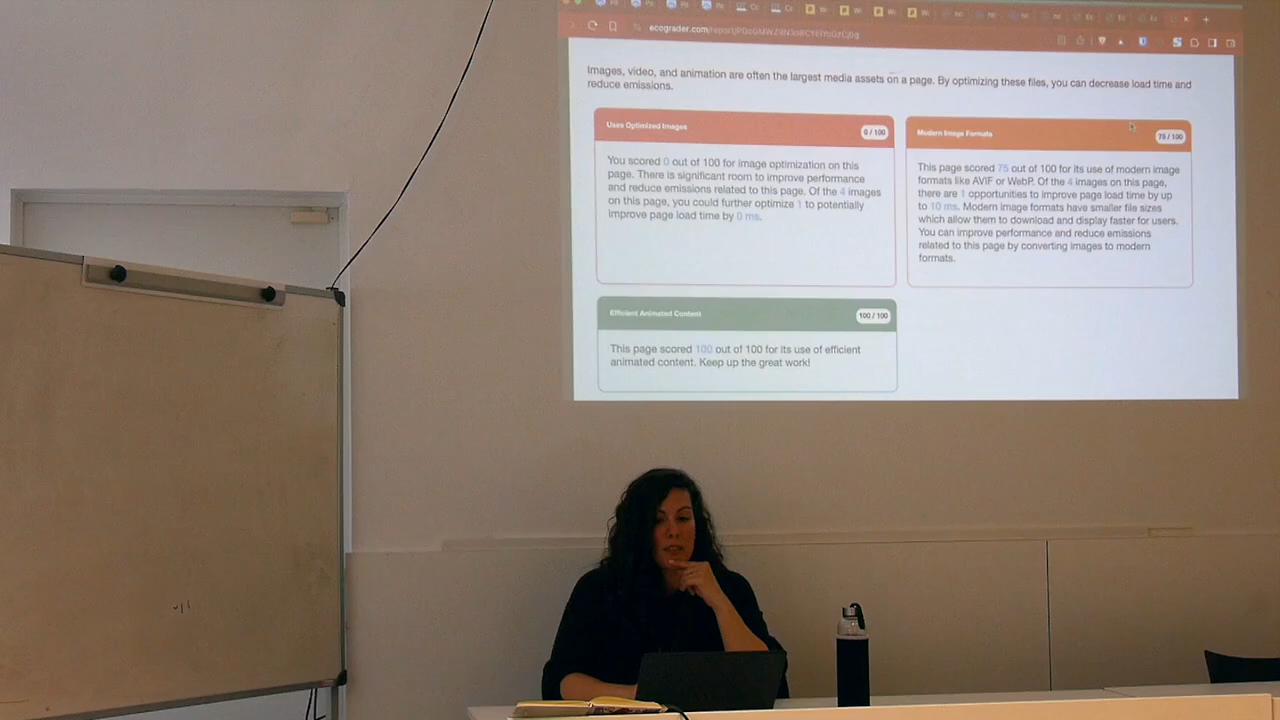 ecograder.com/report/
Images, video, and animation are often the largest media assets on a page. By optimizing these files, you can decrease load time and
reduce emissions.
Uses Optimized Images
0 / 100
You scored 0 out of 100 for image optimization on this
page. There is significant room to improve performance
and reduce emissions related to this page. Of the 4 images
on this page, you could further optimize 1 to potentially
improve page load time by 0 ms.
Modern Image Formats
75 / 100
This page scored 75 out of 100 for its use of modern image
formats like AVIF or WebP. Of the 4 images on this page,
there are 1 opportunities to improve page load time by up
to 10 ms. Modern image formats have smaller file sizes
which allow them to download and display faster for users.
You can improve performance and reduce emissions
related to this page by converting images to modern
formats.
Efficient Animated Content
100 / 100
This page scored 100 out of 100 for its use of efficient
animated content. Keep up the great work!